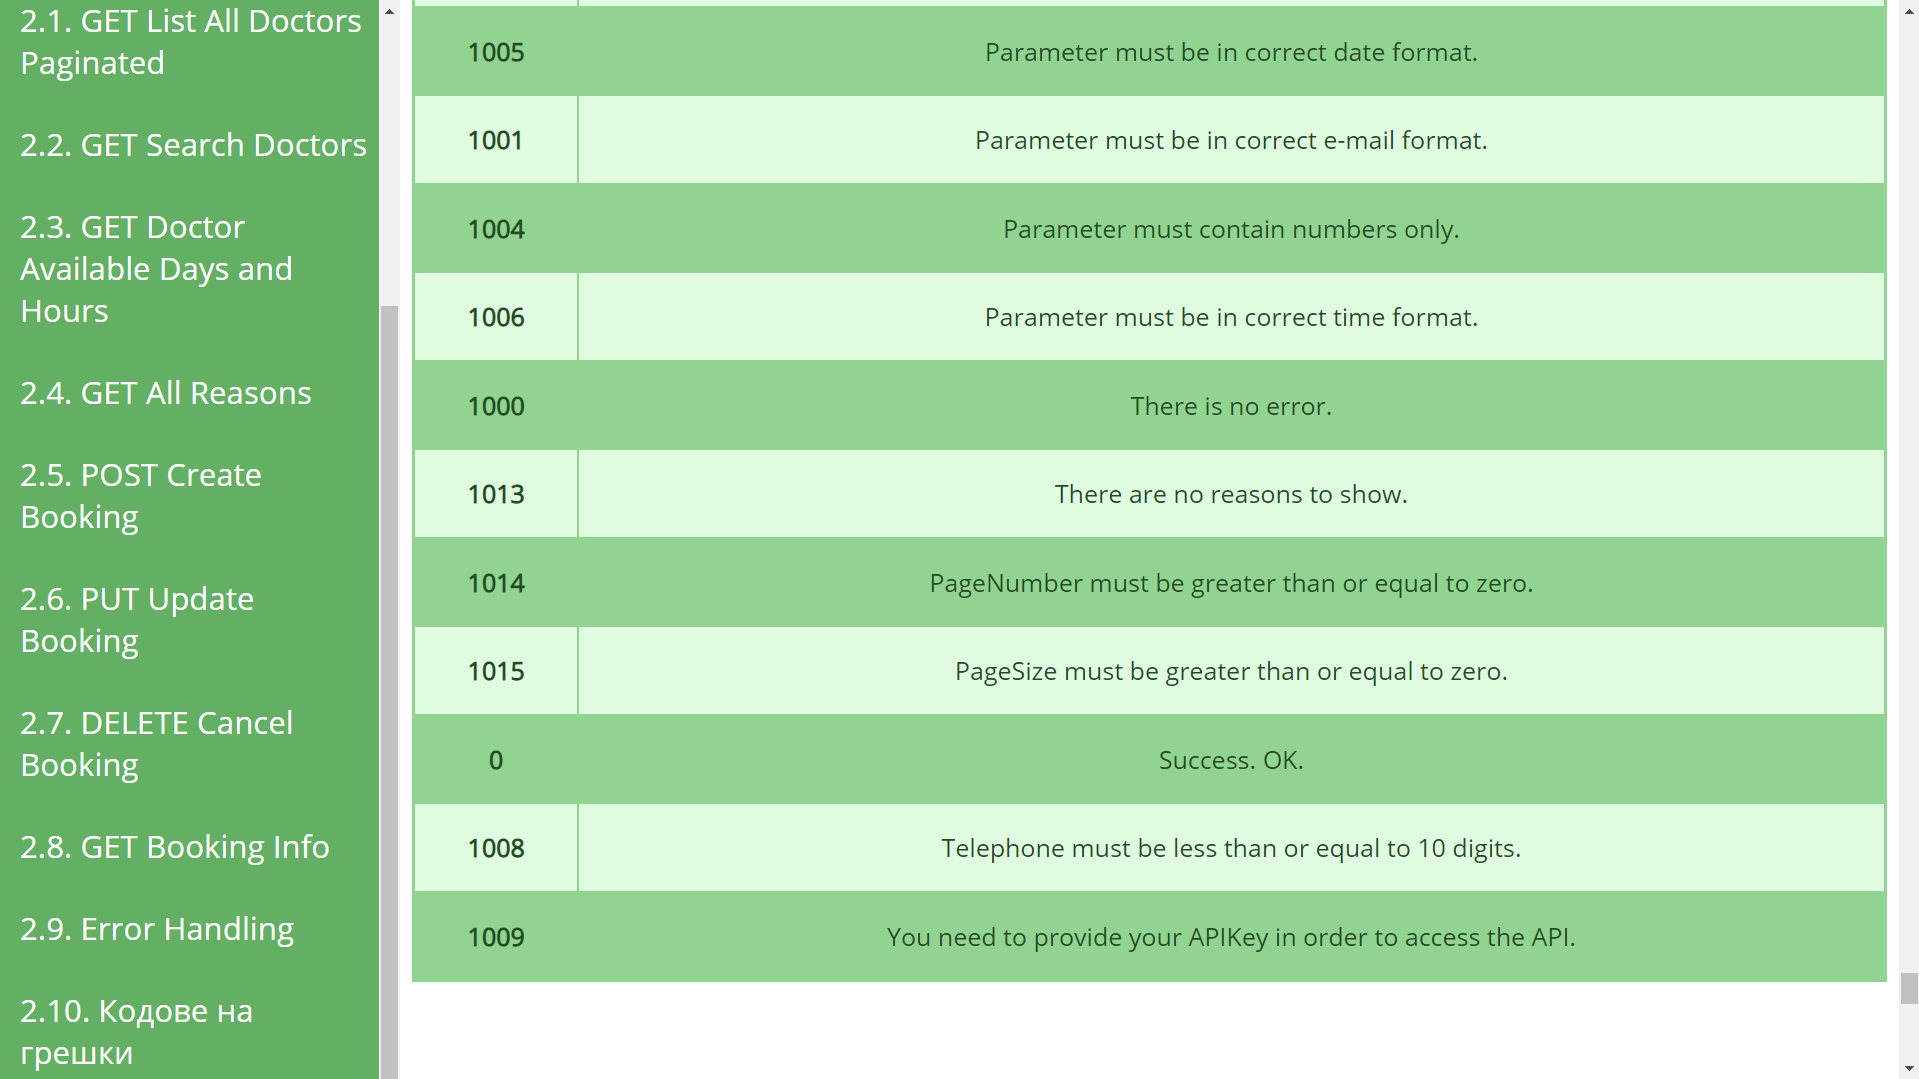 2.1. GET List All Doctors
Paginated
2.2. GET Search Doctors
2.3. GET Doctor
Available Days and
Hours
2.4. GET All Reasons
2.5. POST Create
Booking
2.6. PUT Update
Booking
2.7. DELETE Cancel
Booking
2.8. GET Booking Info
2.9. Error Handling
2.10. Кодове на
грешки
1005 Parameter must be in correct date format.
1001 Parameter must be in correct e-mail format.
1004 Parameter must contain numbers only.
1006 Parameter must be in correct time format.
1000 There is no error.
1013 There are no reasons to show.
1014 PageNumber must be greater than or equal to zero.
1015 PageSize must be greater than or equal to zero.
0 Success. OK.
1008 Telephone must be less than or equal to 10 digits.
1009 You need to provide your APIKey in order to access the API.